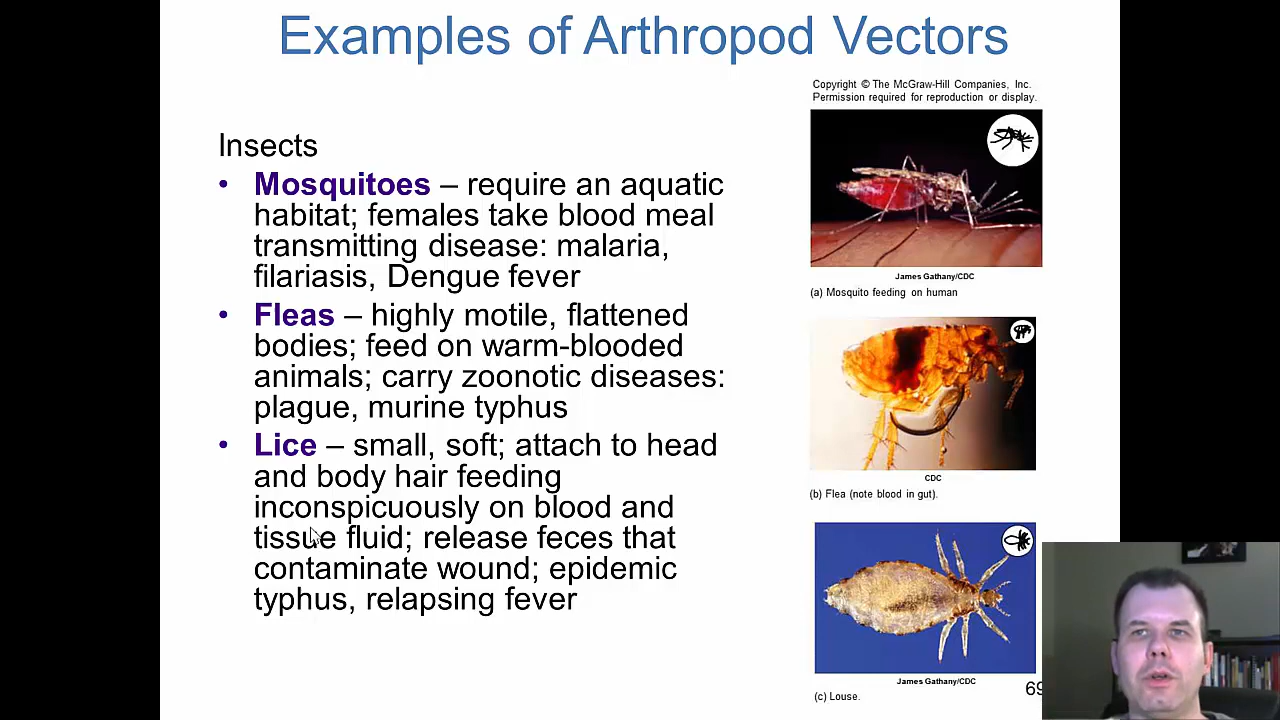 Examples of Arthropod Vectors
Copyright © The McGraw-Hill Companies, Inc.
Permission required for reproduction or display.
Insects
• Mosquitoes – require an aquatic
habitat; females take blood meal
transmitting disease: malaria,
filariasis, Dengue fever
• Fleas – highly motile, flattened
bodies; feed on warm-blooded
animals; carry zoonotic diseases:
plague, murine typhus
• Lice – small, soft; attach to head
and body hair feeding
inconspicuously on blood and
tissue fluid; release feces that
contaminate wound; epidemic
typhus, relapsing fever
James Gathany/CDC
(a) Mosquito feeding on human
CDC
(b) Flea (note blood in gut).
James Gathany/CDC
(c) Louse.
69